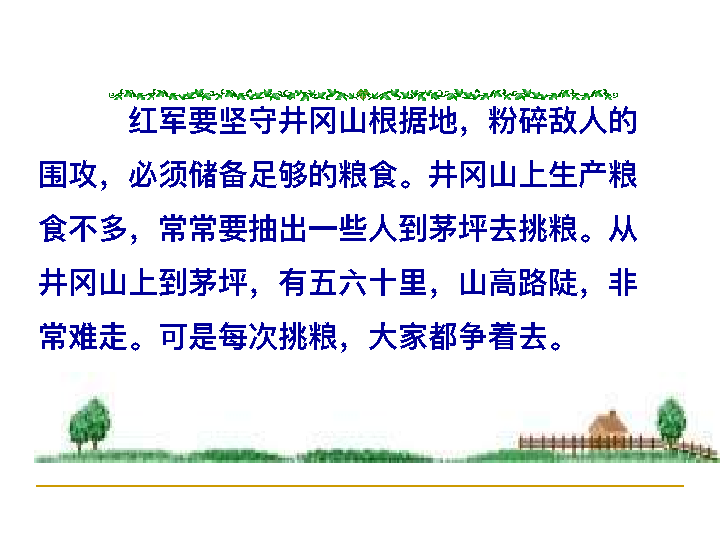 红军要坚守井冈山根据地，粉碎敌人的
围攻，必须储备足够的粮食。井冈山上生产粮
食不多，常常要抽出一些人到茅坪去挑粮。从
井冈山上到茅坪，有五六十里，山高路陡，非
常难走。可是每次挑粮，大家都争着去。